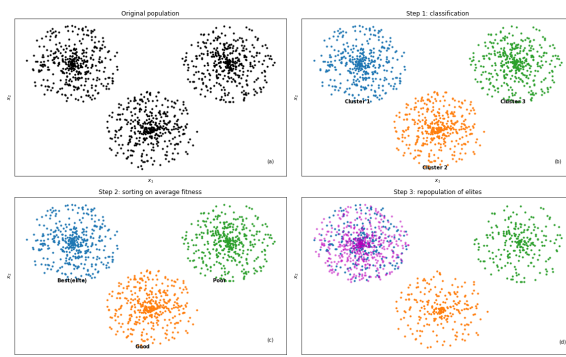 Original population
x₂
(a)
x₁
Step 1: classification
x₂
Cluster 1
Cluster 3
Cluster 2
(b)
x₁
Step 2: sorting on average fitness
x₂
Best(elite)
Poor
Good
(c)
Step 3: repopulation of elites
x₂
(d)